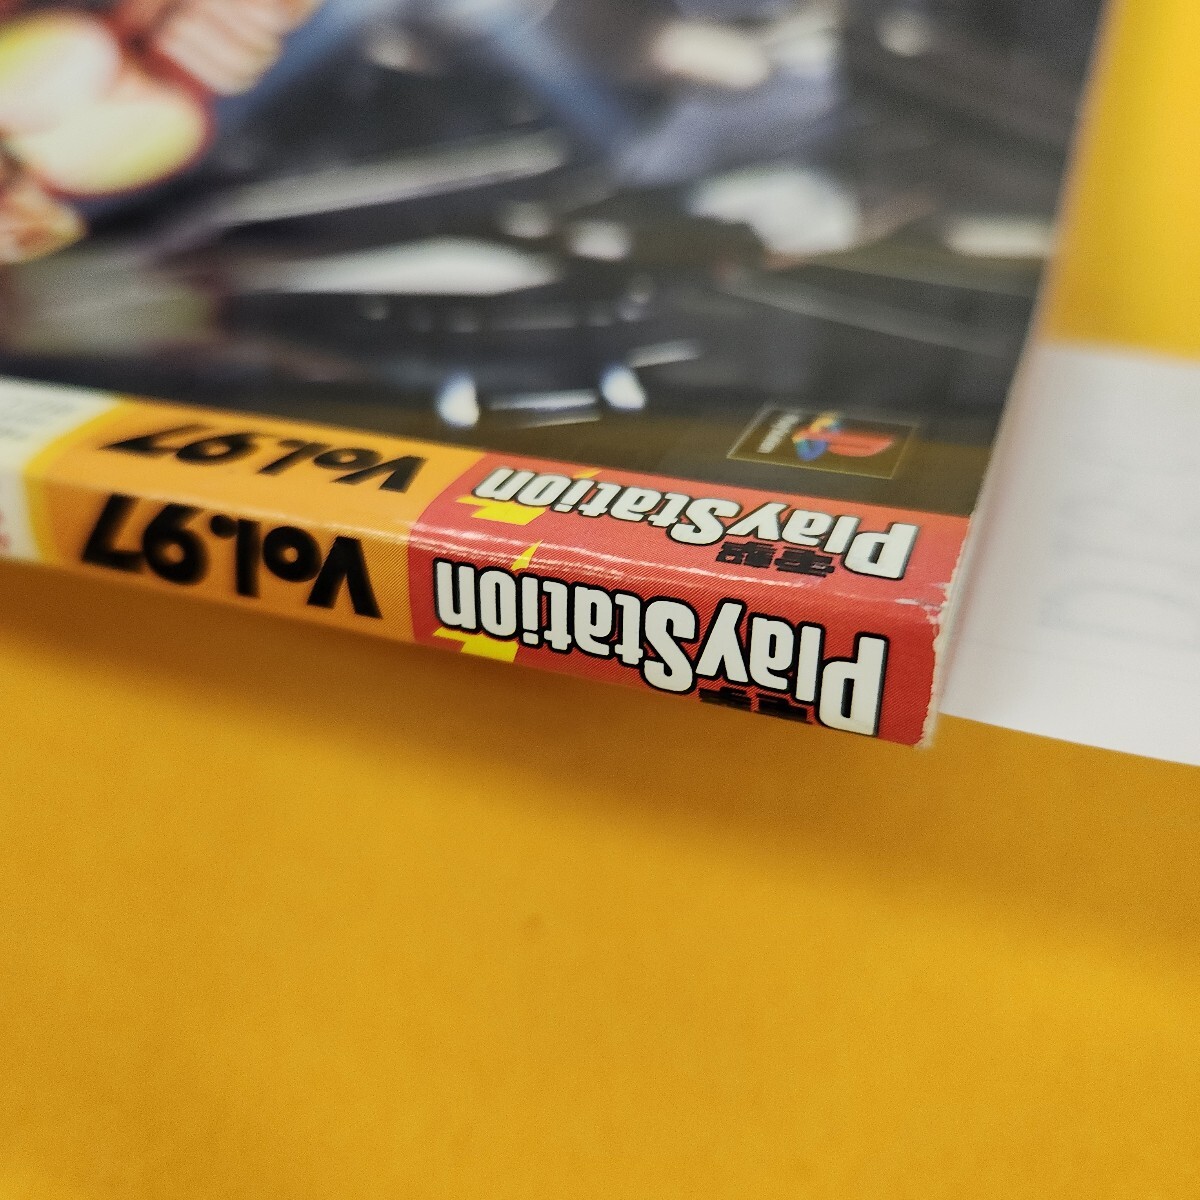 電撃
PlayStation
Vol.97
電撃
PlayStation
Vol.97